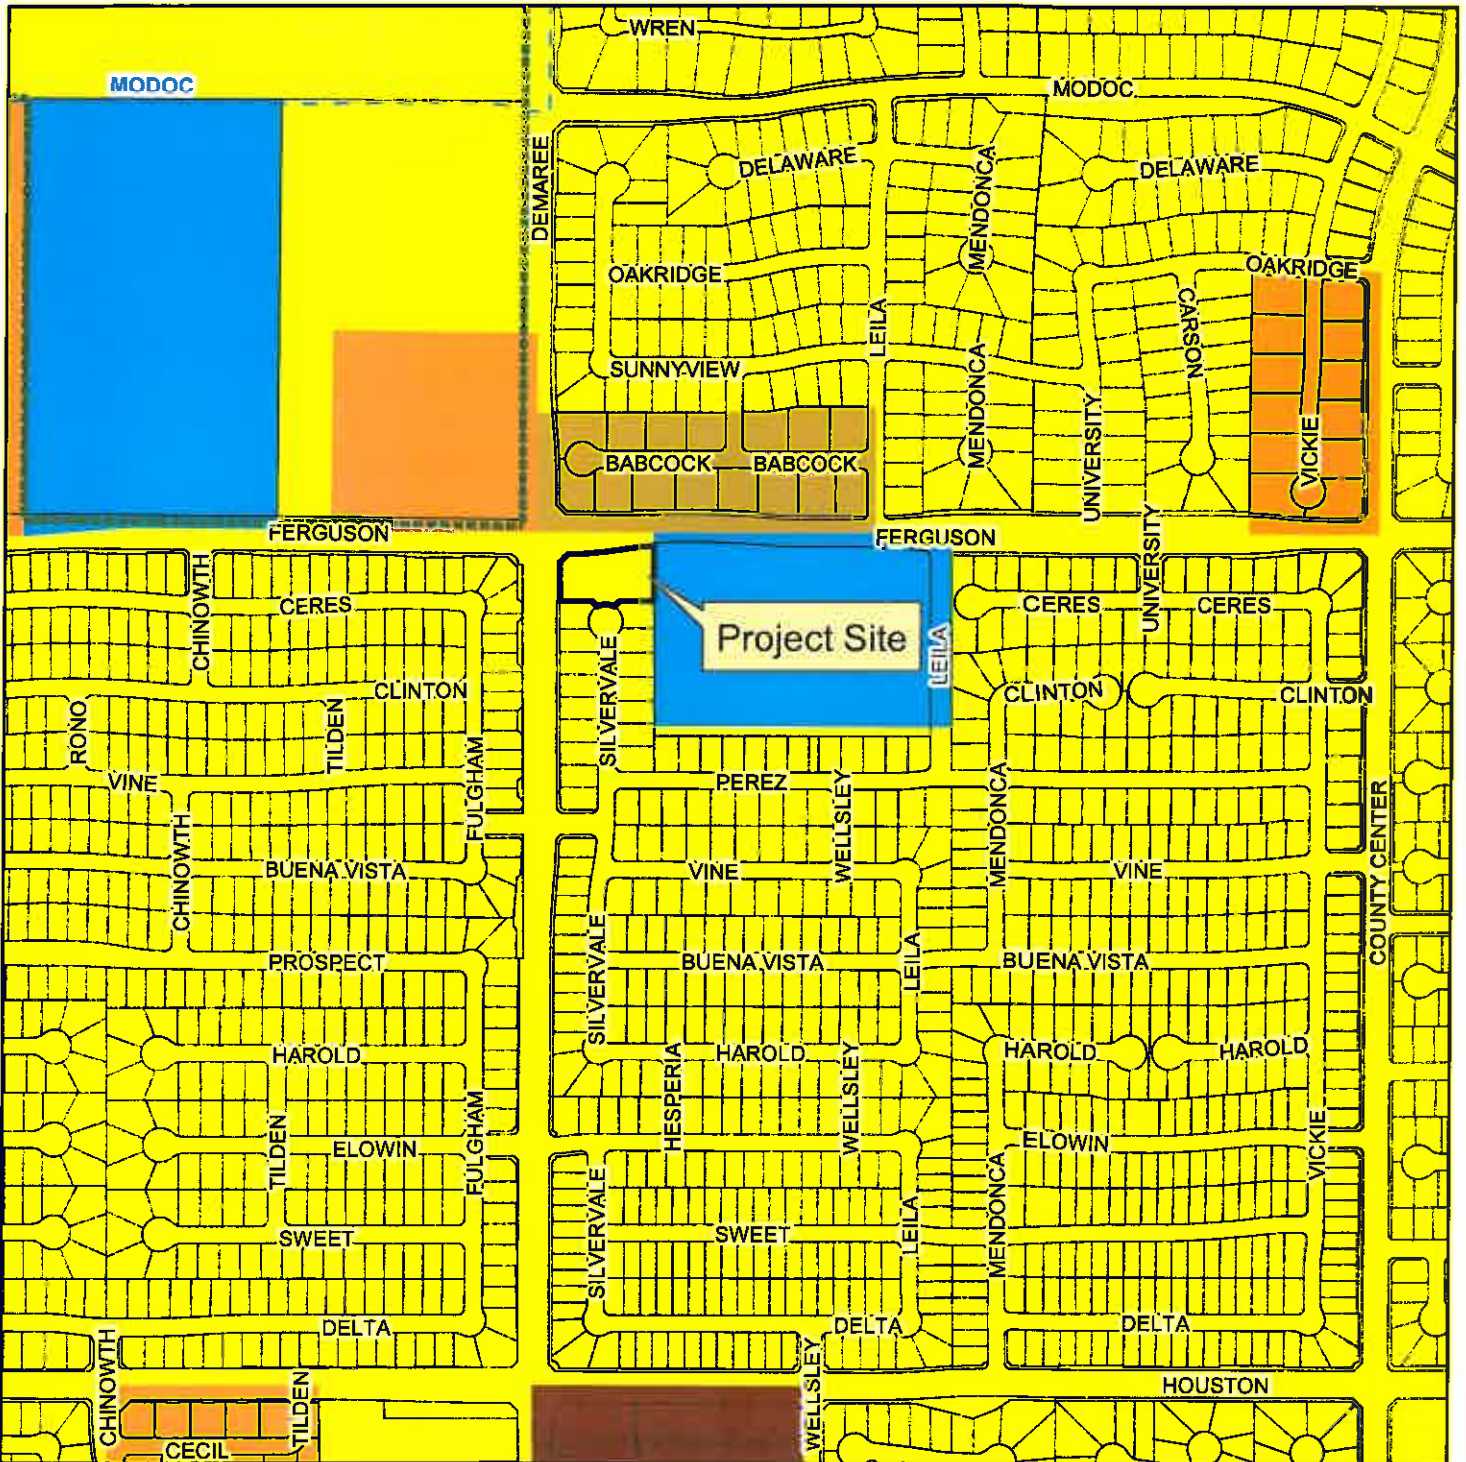 WREN
MODOC
MODOC
DEMAREE
DELAWARE
MENDONCA
DELAWARE
OAKRIDGE
OAKRIDGE
LEILA
CARSON
SUNNYVIEW
MENDONCA
UNIVERSITY
VICKIE
BABCOCK
BABCOCK
FERGUSON
FERGUSON
UNIVERSITY
CHINOWTH
CERES
CERES
CERES
Project Site
SILVERVALE
LEILA
CLINTON
CLINTON
CLINTON
RONO
TILDEN
FULGHAM
VINE
PEREZ
WELLSLEY
MENDONCA
COUNTY CENTER
CHINOWTH
BUENA VISTA
VINE
VINE
SILVERVALE
PROSPECT
BUENA VISTA
LEILA
BUENA VISTA
HAROLD
HESPERIA
HAROLD
WELLSLEY
HAROLD
HAROLD
TILDEN
ELOWIN
FULGHAM
ELOWIN
VICKIE
SILVERVALE
MENDONCA
SWEET
SWEET
LEILA
DELTA
DELTA
DELTA
CHINOWTH
TILDEN
WELLSLEY
HOUSTON
CECIL